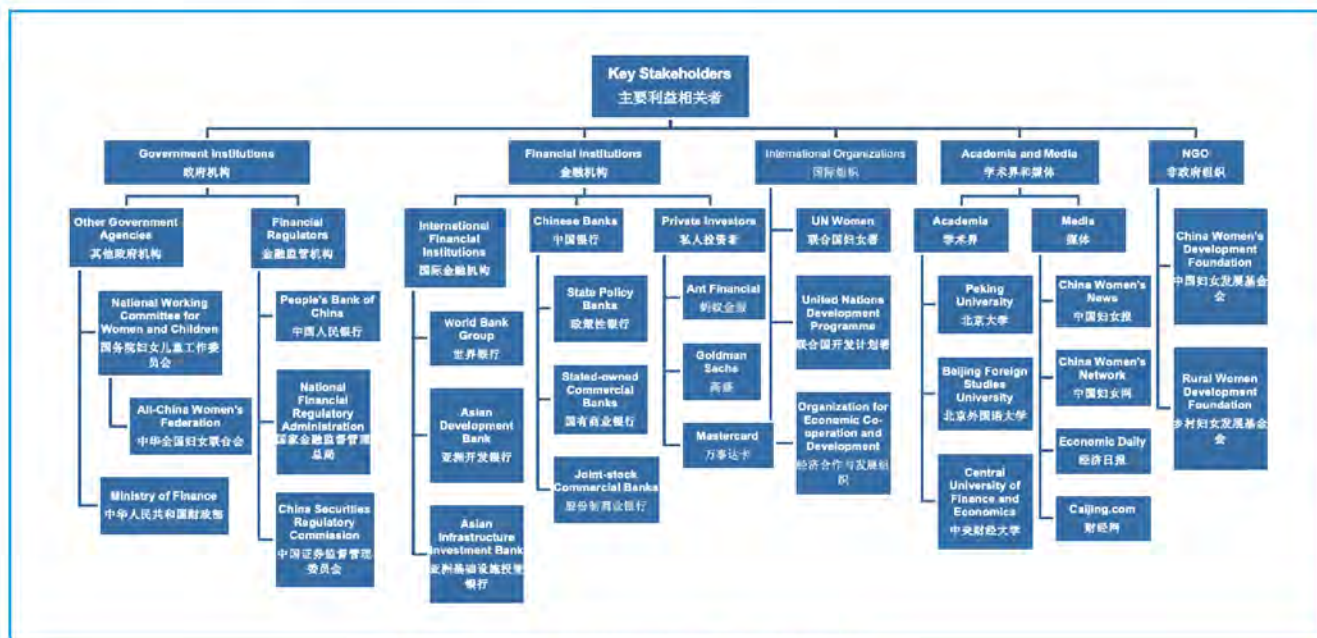 Key Stakeholders
主要利益相关者
Government Institutions
政府机构
Financial Institutions
金融机构
International Organizations
国际组织
Academia and Media
学术界和媒体
NGO
非政府组织
Other Government
Agencies
其他政府机构
Financial
Regulators
金融监管机构
International
Financial
Institutions
国际金融机构
Chinese Banks
中国银行
Private Investors
私人投资者
UN Women
联合国妇女署
Academia
学术界
Media
媒体
China Women's
Development
Foundation
中国妇女发展基金
会
National Working
Committee for
Women and Children
国务院妇女儿童工作委
员会
People's Bank of
China
中国人民银行
World Bank
Group
世界银行
State Policy
Banks
政策性银行
Ant Financial
蚂蚁金服
United Nations
Development
Programme
联合国开发计划署
Peking
University
北京大学
China Women's
News
中国妇女报
All-China Women's
Federation
中华全国妇女联合会
National
Financial
Regulatory
Administration
国家金融监督管理
总局
Asian
Development
Bank
亚洲开发银行
Stated-owned
Commercial
Banks
国有商业银行
Goldman
Sachs
高盛
Organization for
Economic Co-
operation and
Development
经济合作与发展组
织
Beijing Foreign
Studies
University
北京外国语大学
China Women's
Network
中国妇女网
Rural Women
Development
Foundation
乡村妇女发展基金
会
Ministry of Finance
中华人民共和国财政部
China Securities
Regulatory
Commission
中国证券监督管理
委员会
Asian
Infrastructure
Investment Bank
亚洲基础设施投资
银行
Joint-stock
Commercial Banks
股份制商业银行
Mastercard
万事达卡
Central
University of
Finance and
Economics
中央财经大学
Economic Daily
经济日报
Caijing.com
财经网